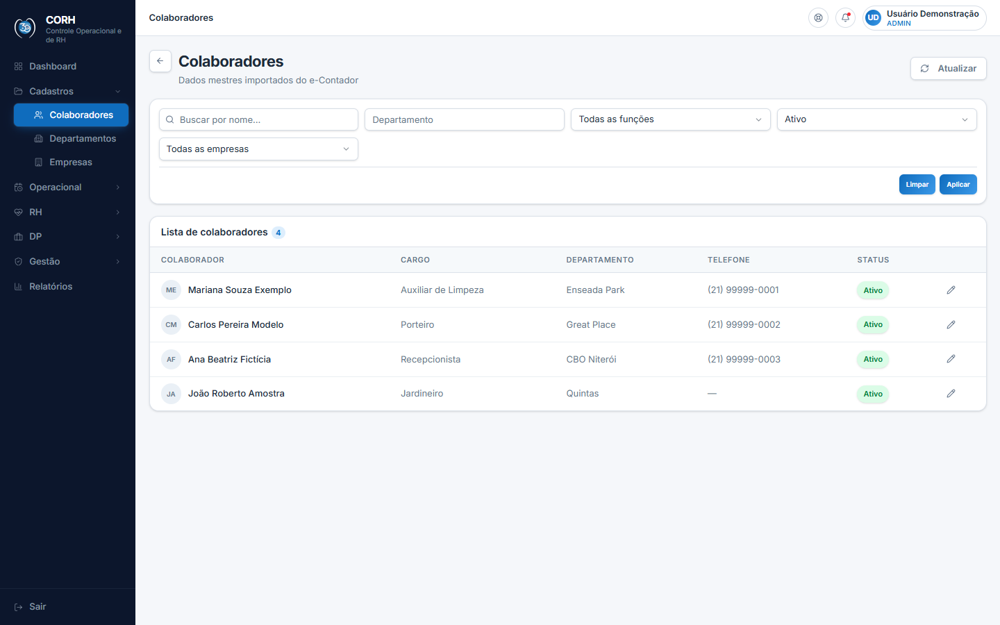 CORH
Controle Operacional e
de RH
Dashboard
Cadastros
Colaboradores
Departamentos
Empresas
Operacional
RH
DP
Gestão
Relatórios
Sair
Colaboradores
UD
Usuário Demonstração
ADMIN
Colaboradores
Dados mestres importados do e-Contador
Atualizar
Buscar por nome...
Departamento
Todas as funções
Ativo
Todas as empresas
Limpar
Aplicar
Lista de colaboradores 4
COLABORADOR CARGO DEPARTAMENTO TELEFONE STATUS
ME Mariana Souza Exemplo Auxiliar de Limpeza Enseada Park (21) 99999-0001 Ativo
CM Carlos Pereira Modelo Porteiro Great Place (21) 99999-0002 Ativo
AF Ana Beatriz Fictícia Recepcionista CBO Niterói (21) 99999-0003 Ativo
JA João Roberto Amostra Jardineiro Quintas — Ativo